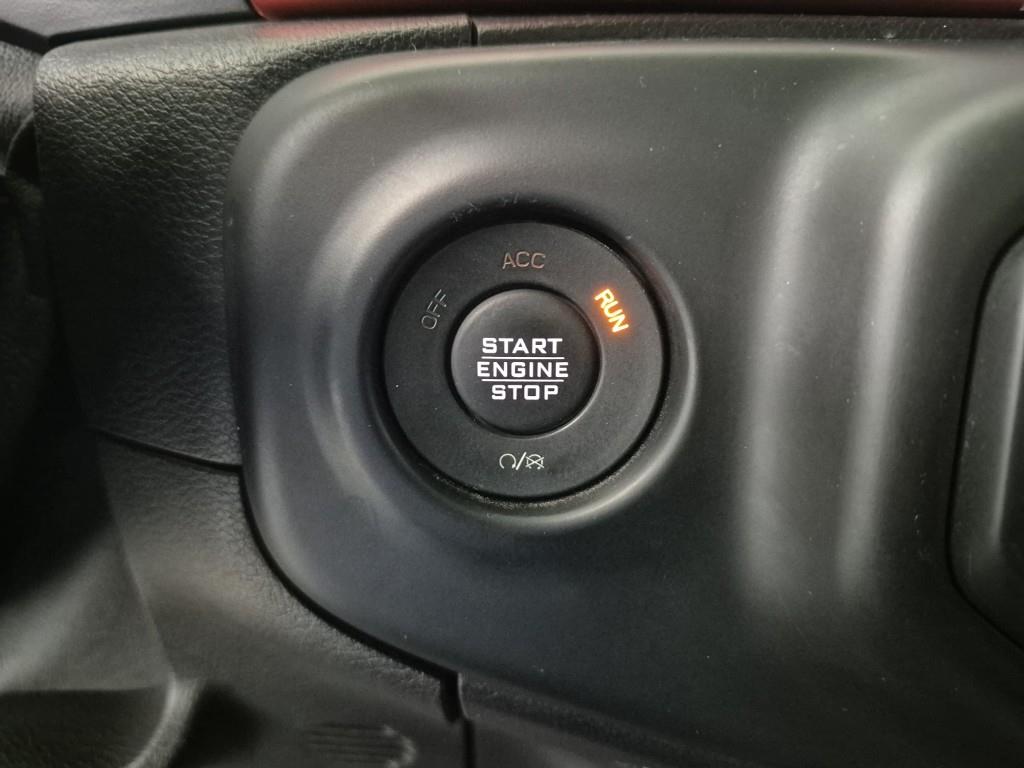 ACC
OFF
RUN
START
ENGINE
STOP